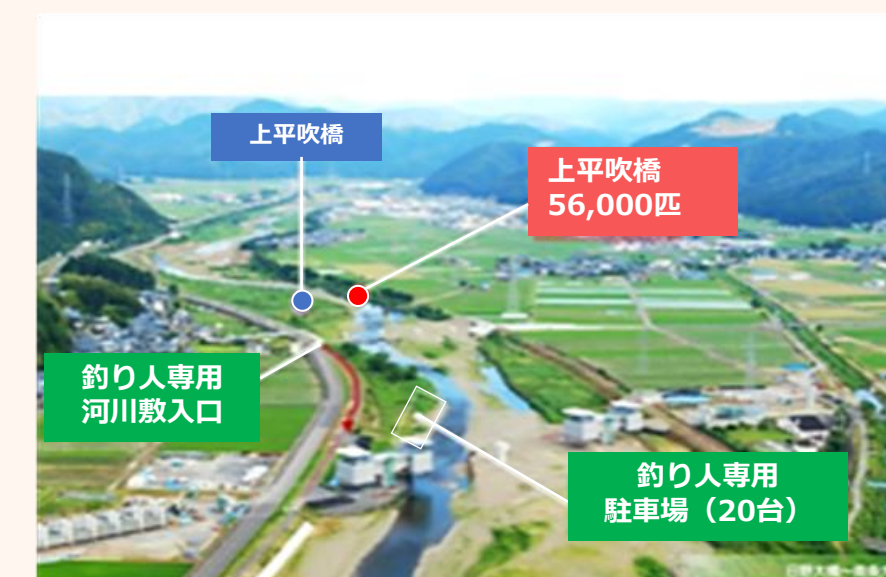 上平吹橋
上平吹橋
56,000匹
釣り人専用
河川敷入口
釣り人専用
駐車場（20台）